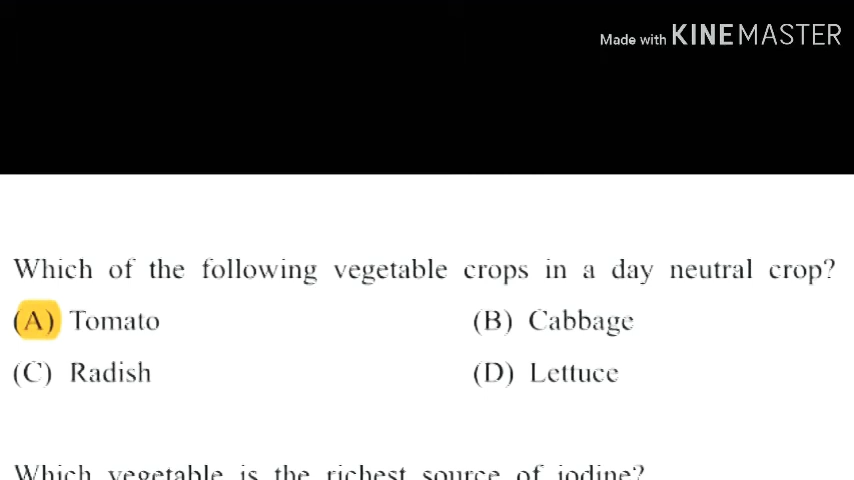 Made with KINEMASTER
Which of the following vegetable crops in a day neutral crop?
(A) Tomato (B) Cabbage
(C) Radish (D) Lettuce
Which vegetable is the richest source of iodine?